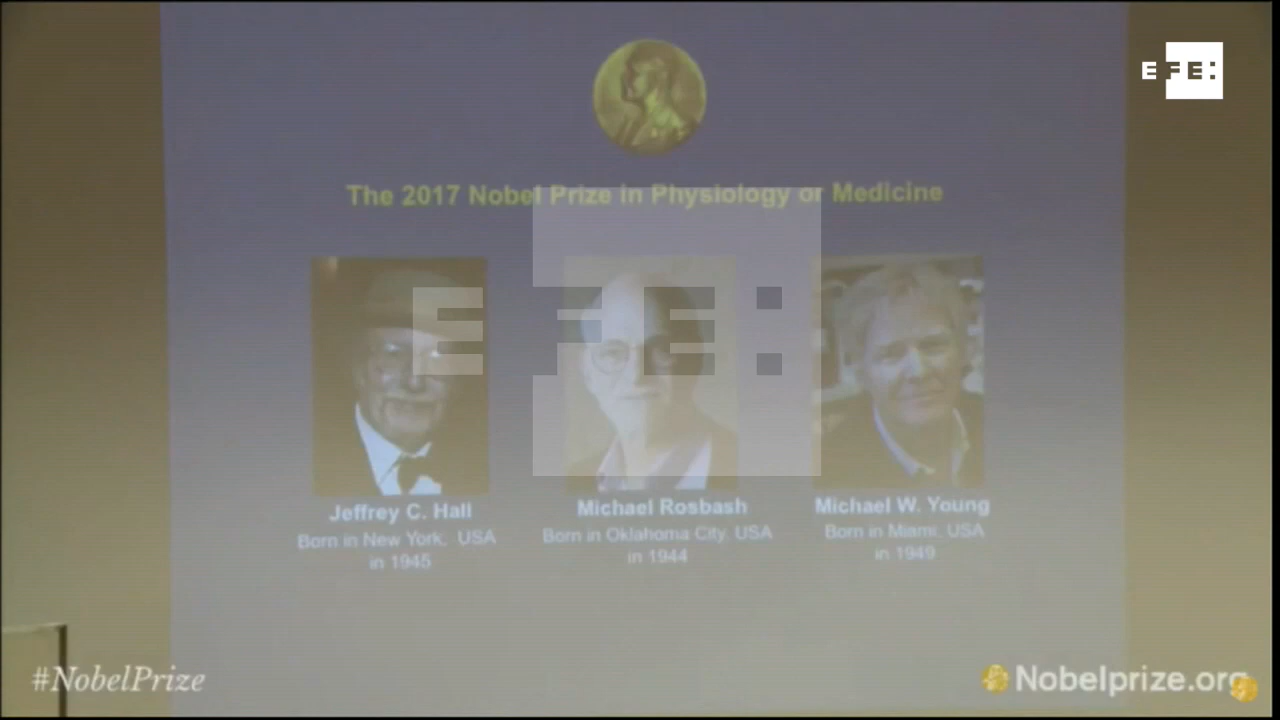 EFE:
The 2017 Nobel Prize in Physiology or Medicine
EFE:
Jeffrey C. Hall
Born in New York, USA
in 1945
Michael Rosbash
Born in Oklahoma City, USA
in 1944
Michael W. Young
Born in Miami, USA
in 1949
#NobelPrize
Nobelprize.org